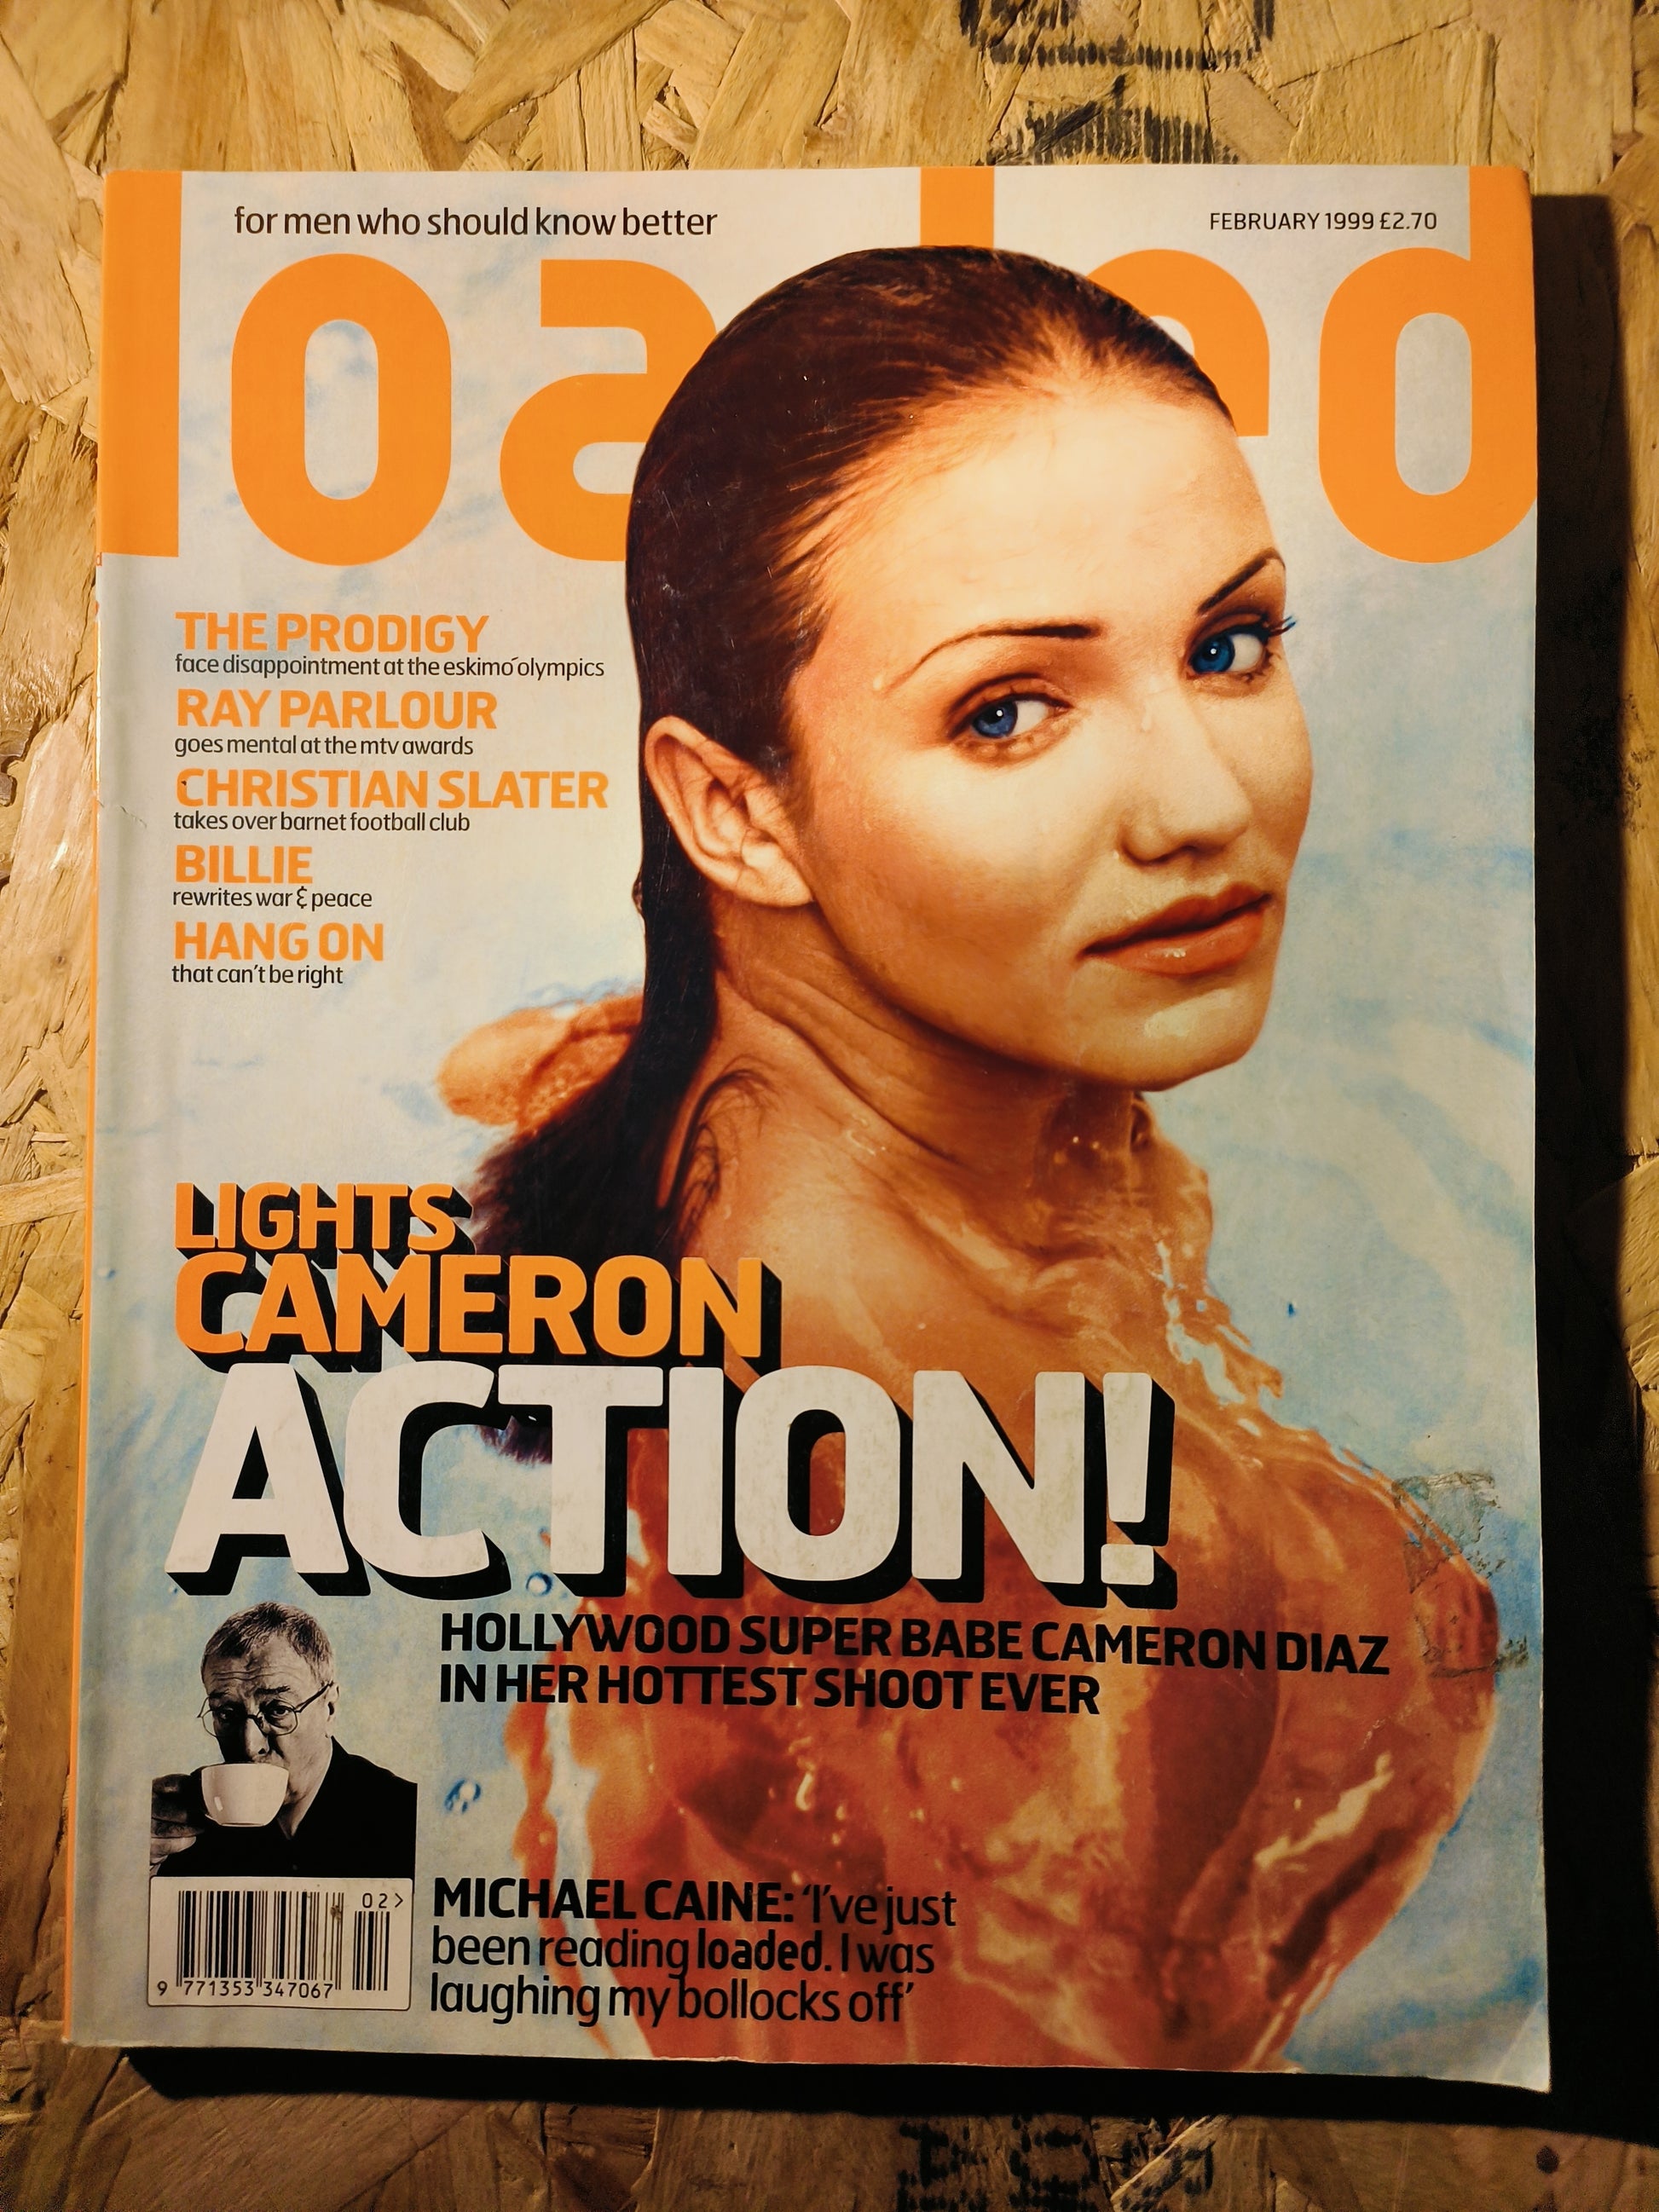 for men who should know better
FEBRUARY 1999 £2.70
loaded
THE PRODIGY
face disappointment at the eskimo olympics
RAY PARLOUR
goes mental at the mtv awards
CHRISTIAN SLATER
takes over barnet football club
BILLIE
rewrites war & peace
HANG ON
that can't be right
LIGHTS
CAMERON
ACTION!
HOLLYWOOD SUPER BABE CAMERON DIAZ
IN HER HOTTEST SHOOT EVER
MICHAEL CAINE: 'I've just
been reading loaded. I was
laughing my bollocks off'
02>
9 771353 347067